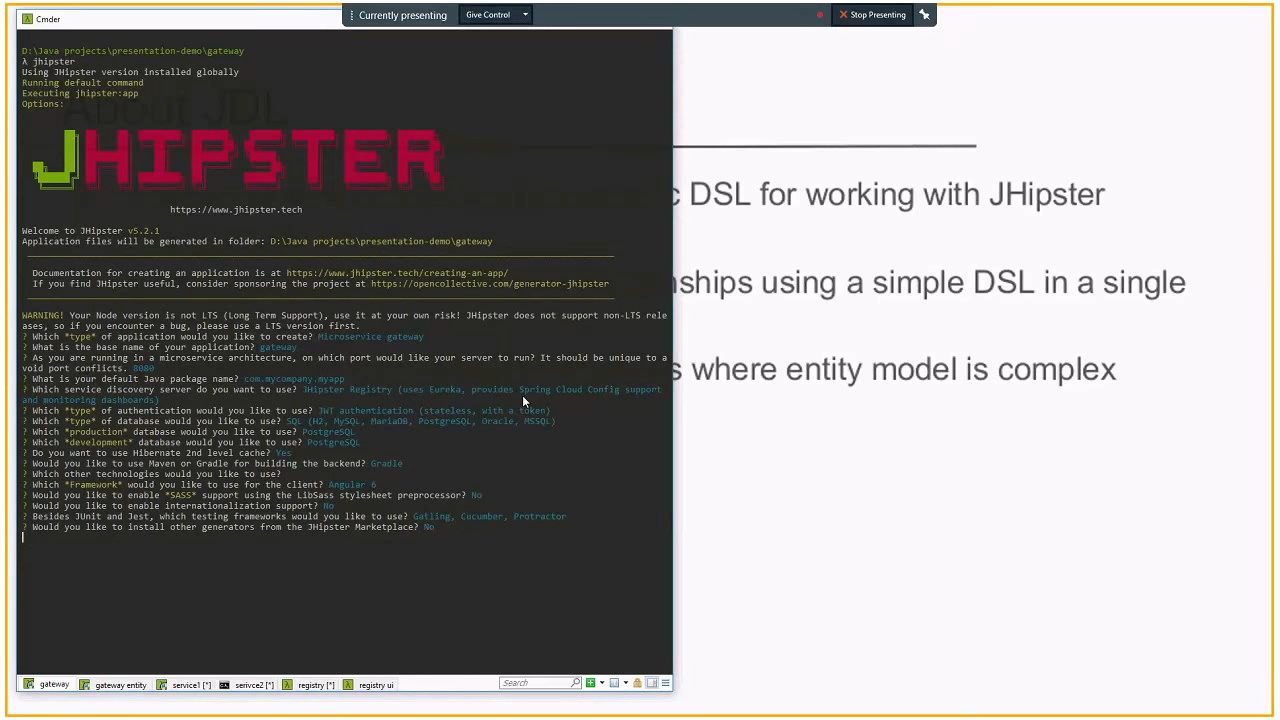 Cmder
Currently presenting
Give Control
Stop Presenting
D:\Java projects\presentation-demo\gateway
λ jhipster
Using JHipster version installed globally
Running default command
Executing jhipster:app
Options:
About JDL
JHIPSTER
https://www.jhipster.tech
Welcome to JHipster v5.2.1
Application files will be generated in folder: D:\Java projects\presentation-demo\gateway
Documentation for creating an application is at https://www.jhipster.tech/creating-an-app/
If you find JHipster useful, consider sponsoring the project at https://opencollective.com/generator-jhipster
WARNING! Your Node version is not LTS (Long Term Support), use it at your own risk! JHipster does not support non-LTS rele
ases, so if you encounter a bug, please use a LTS version first.
? Which *type* of application would you like to create? Microservice gateway
? What is the base name of your application? gateway
? As you are running in a microservice architecture, on which port would like your server to run? It should be unique to a
void port conflicts. 8080
? What is your default Java package name? com.mycompany.myapp
? Which service discovery server do you want to use? JHipster Registry (uses Eureka, provides Spring Cloud Config support
and monitoring dashboards)
? Which *type* of authentication would you like to use? JWT authentication (stateless, with a token)
? Which *type* of database would you like to use? SQL (H2, MySQL, MariaDB, PostgreSQL, Oracle, MSSQL)
? Which *production* database would you like to use? PostgreSQL
? Which *development* database would you like to use? PostgreSQL
? Do you want to use Hibernate 2nd level cache? Yes
? Would you like to use Maven or Gradle for building the backend? Gradle
? Which other technologies would you like to use?
? Which *Framework* would you like to use for the client? Angular 6
? Would you like to enable *SASS* support using the LibSass stylesheet preprocessor? No
? Would you like to enable internationalization support? No
? Besides JUnit and Jest, which testing frameworks would you like to use? Gatling, Cucumber, Protractor
? Would you like to install other generators from the JHipster Marketplace? No
gateway
gateway entity
service1 [*]
serivce2 [*]
registry [*]
registry ui
Search
c DSL for working with JHipster
nships using a simple DSL in a single
s where entity model is complex